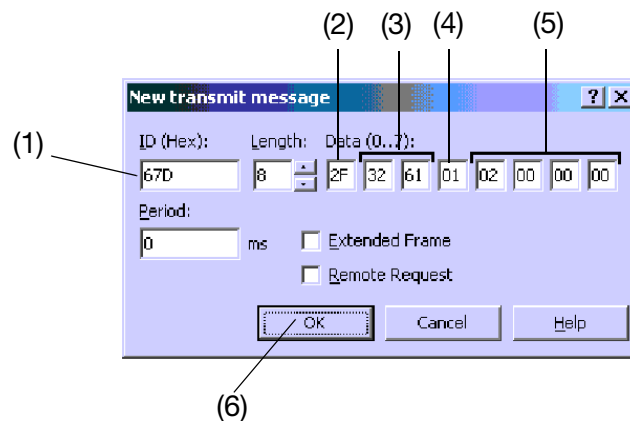 (2) (3) (4) (5)
New transmit message ? X
(1) ID (Hex): Length: Data (0..7):
67D 8 2F 32 61 01 02 00 00 00
Period:
0 ms Extended Frame
Remote Request
OK Cancel Help
(6)